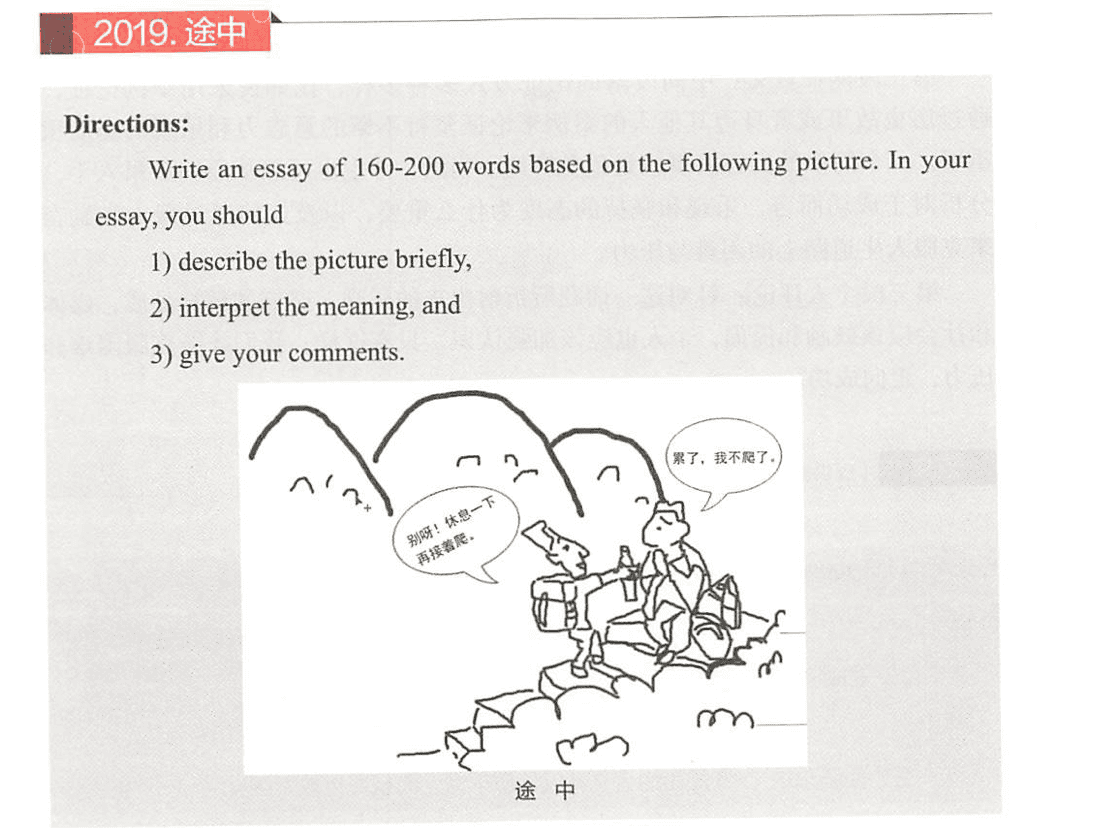 2019. 途中
Directions:
Write an essay of 160-200 words based on the following picture. In your
essay, you should
1) describe the picture briefly,
2) interpret the meaning, and
3) give your comments.
累了，我不爬了。
别呀！休息一下
再接着爬。
途 中